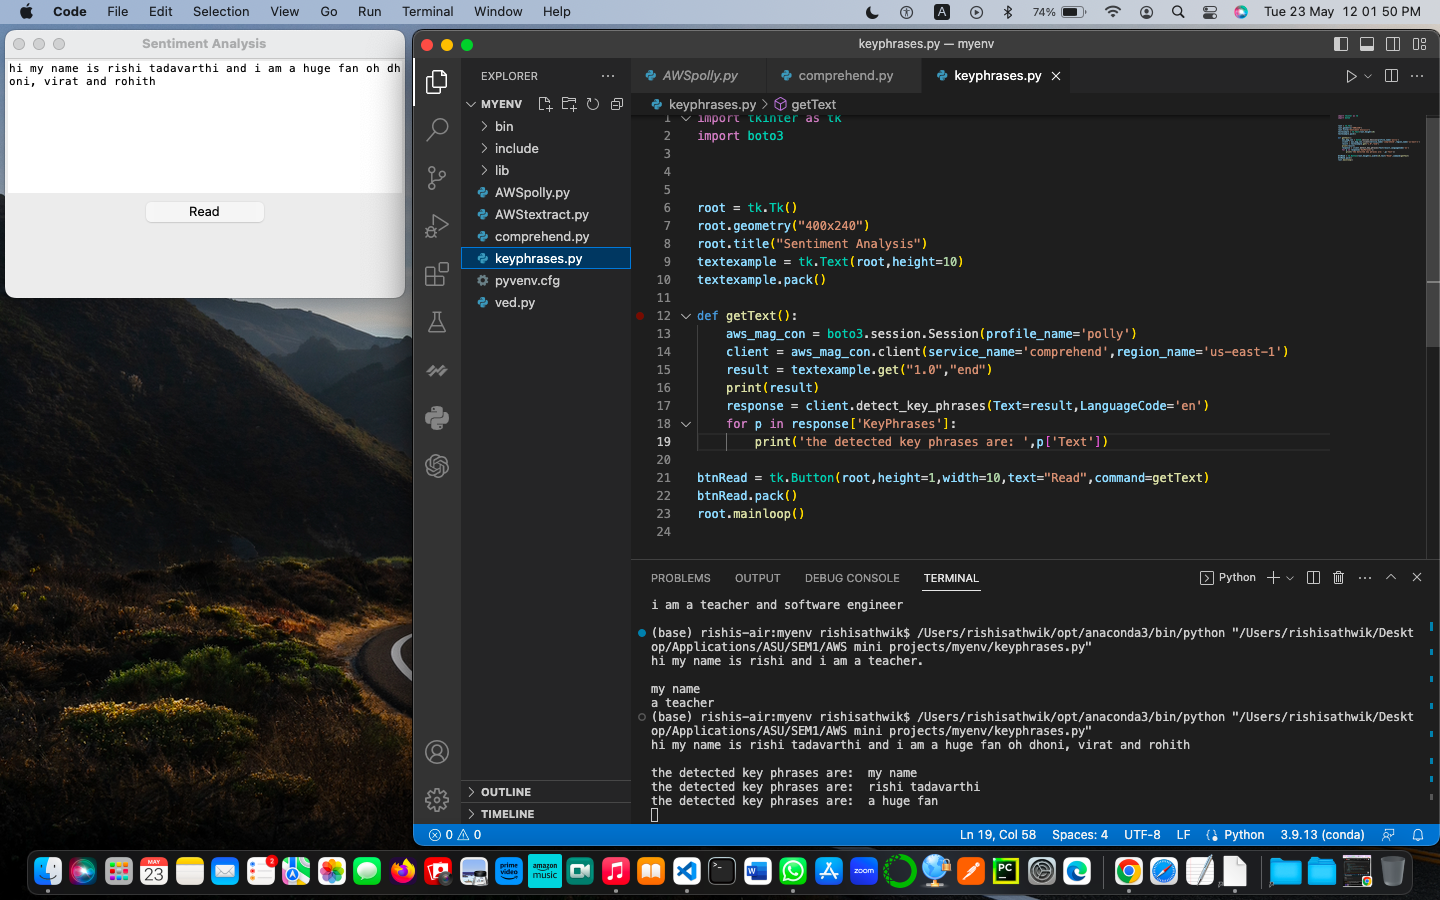 Code File Edit Selection View Go Run Terminal Window Help
A 74% Tue 23 May 12 01 50 PM
Sentiment Analysis
hi my name is rishi tadavarthi and i am a huge fan oh dh
oni, virat and rohith
Read
keyphrases.py — myenv
EXPLORER
MYENV
bin
include
lib
AWSpolly.py
AWStextract.py
comprehend.py
keyphrases.py
pyvenv.cfg
ved.py
OUTLINE
TIMELINE
AWSpolly.py comprehend.py keyphrases.py
keyphrases.py > getText
1 import tkinter as tk
2 import boto3
3
4
5
6 root = tk.Tk()
7 root.geometry("400x240")
8 root.title("Sentiment Analysis")
9 textexample = tk.Text(root,height=10)
10 textexample.pack()
11
12 def getText():
13 aws_mag_con = boto3.session.Session(profile_name='polly')
14 client = aws_mag_con.client(service_name='comprehend',region_name='us-east-1')
15 result = textexample.get("1.0","end")
16 print(result)
17 response = client.detect_key_phrases(Text=result,LanguageCode='en')
18 for p in response['KeyPhrases']:
19 print('the detected key phrases are: ',p['Text'])
20
21 btnRead = tk.Button(root,height=1,width=10,text="Read",command=getText)
22 btnRead.pack()
23 root.mainloop()
24
PROBLEMS OUTPUT DEBUG CONSOLE TERMINAL Python
i am a teacher and software engineer
(base) rishis-air:myenv rishisathwik$ /Users/rishisathwik/opt/anaconda3/bin/python "/Users/rishisathwik/Deskt
op/Applications/ASU/SEM1/AWS mini projects/myenv/keyphrases.py"
hi my name is rishi and i am a teacher.
my name
a teacher
(base) rishis-air:myenv rishisathwik$ /Users/rishisathwik/opt/anaconda3/bin/python "/Users/rishisathwik/Deskt
op/Applications/ASU/SEM1/AWS mini projects/myenv/keyphrases.py"
hi my name is rishi tadavarthi and i am a huge fan oh dhoni, virat and rohith
the detected key phrases are:  my name
the detected key phrases are:  rishi tadavarthi
the detected key phrases are:  a huge fan
0 0 Ln 19, Col 58 Spaces: 4 UTF-8 LF Python 3.9.13 (conda)
MAY
23
2
prime
video
amazon
music
zoom
PC